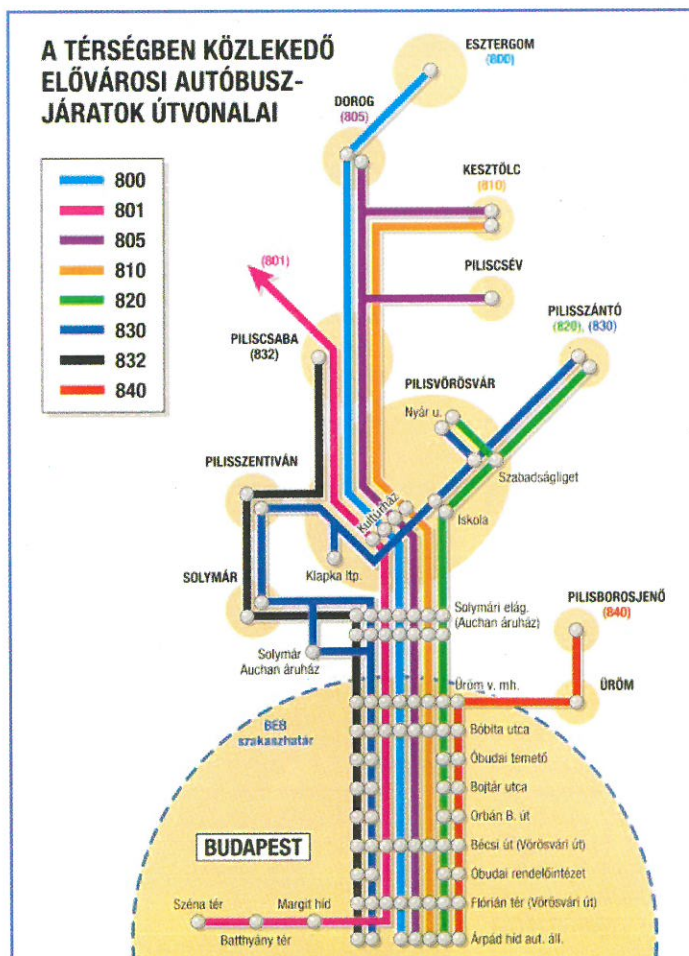 A TÉRSÉGBEN KÖZLEKEDŐ
ELŐVÁROSI AUTÓBUSZ-
JÁRATOK ÚTVONALAI
800
801
805
810
820
830
832
840
ESZTERGOM
(800)
DOROG
(805)
KESZTÖLC
(810)
PILISCSÉV
(801)
PILISSZÁNTÓ
(820), (830)
PILISCSABA
(832)
PILISVÖRÖSVÁR
Nyár u.
Szabadságliget
PILISSZENTIVÁN
Kultúrház
Iskola
Klapka ltp.
SOLYMÁR
Solymári elág.
(Auchan áruház)
PILISBOROSJENŐ
(840)
Solymár
Auchan áruház
Üröm v. mh.
ÜRÖM
BEB
szakaszhatár
Bóbita utca
Óbudai temető
Bojtár utca
Orbán B. út
BUDAPEST
Bécsi út (Vörösvári út)
Óbudai rendelőintézet
Széna tér
Margit híd
Flórián tér (Vörösvári út)
Batthyány tér
Árpád híd aut. áll.